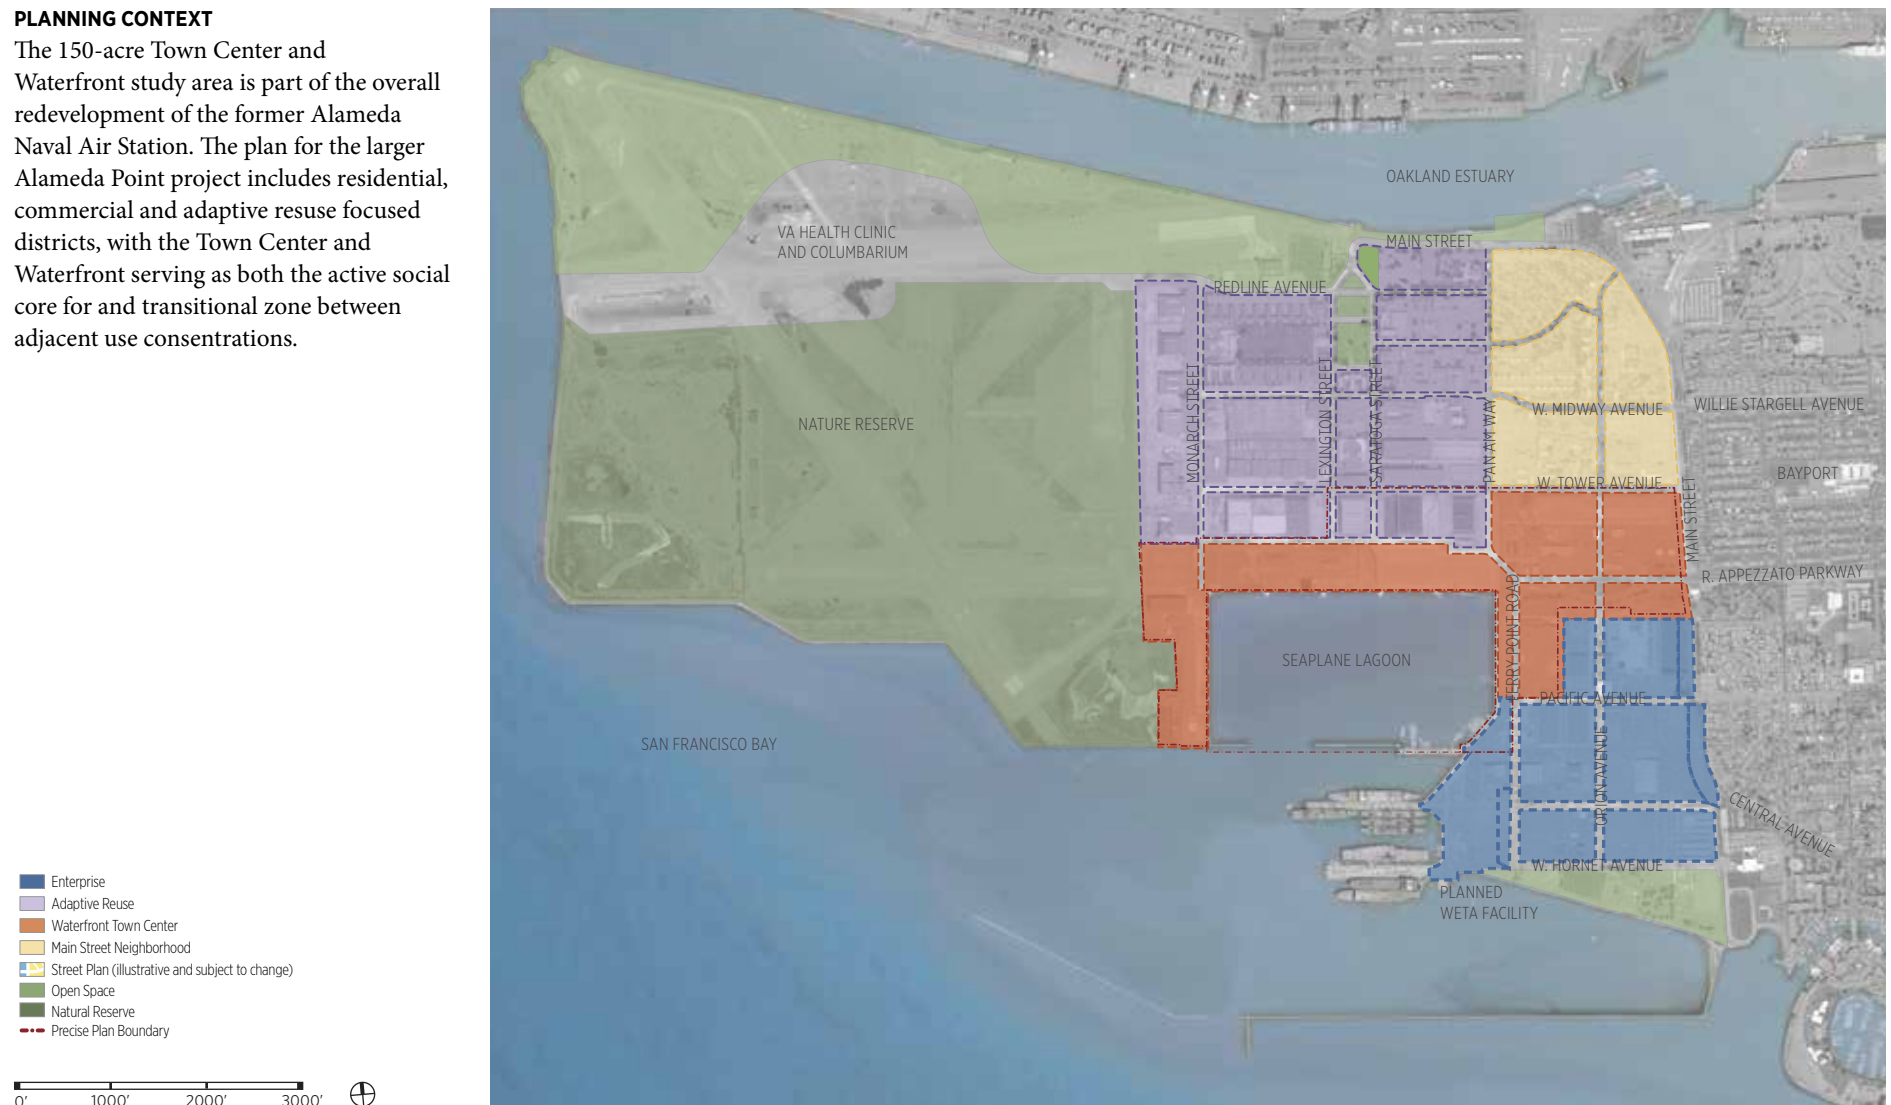 PLANNING CONTEXT
The 150-acre Town Center and
Waterfront study area is part of the overall
redevelopment of the former Alameda
Naval Air Station. The plan for the larger
Alameda Point project includes residential,
commercial and adaptive resuse focused
districts, with the Town Center and
Waterfront serving as both the active social
core for and transitional zone between
adjacent use consentrations.
OAKLAND ESTUARY
VA HEALTH CLINIC
AND COLUMBARIUM
MAIN STREET
REDLINE AVENUE
NATURE RESERVE
MONARCH STREET
LEXINGTON STREET
SARATOGA STREET
PAN AM WAY
W. MIDWAY AVENUE
WILLIE STARGELL AVENUE
BAYPORT
W. TOWER AVENUE
MAIN STREET
R. APPEZZATO PARKWAY
FERRY POINT ROAD
SEAPLANE LAGOON
PACIFIC AVENUE
SAN FRANCISCO BAY
ORION AVENUE
CENTRAL AVENUE
W. HORNET AVENUE
PLANNED
WETA FACILITY
Enterprise
Adaptive Reuse
Waterfront Town Center
Main Street Neighborhood
Street Plan (illustrative and subject to change)
Open Space
Natural Reserve
Precise Plan Boundary
0' 1000' 2000' 3000'